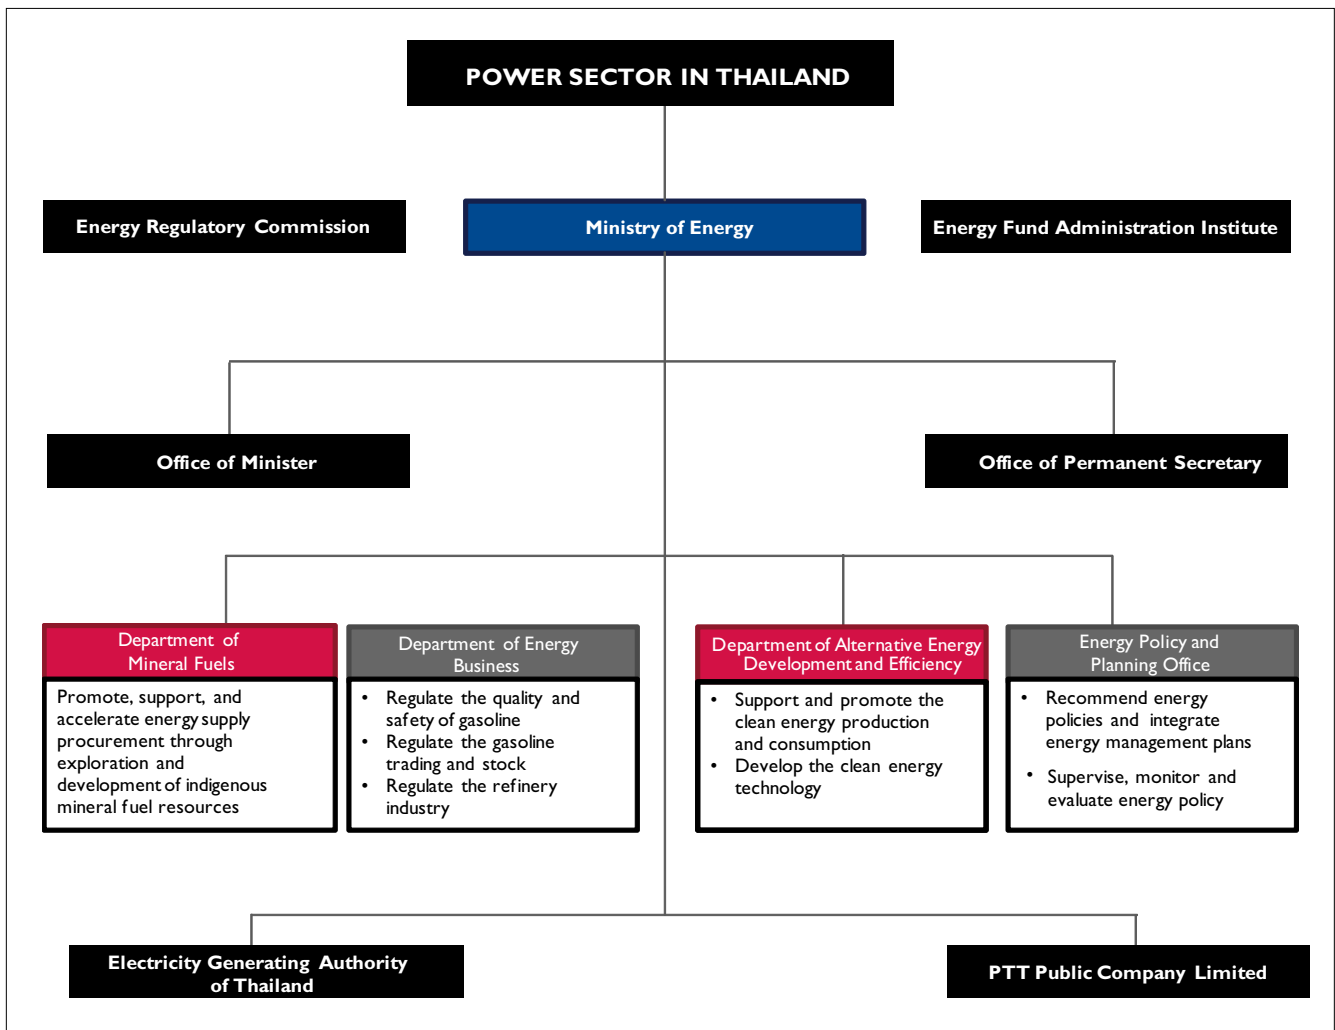 POWER SECTOR IN THAILAND
Energy Regulatory Commission
Ministry of Energy
Energy Fund Administration Institute
Office of Minister
Office of Permanent Secretary
Department of
Mineral Fuels
Promote, support, and
accelerate energy supply
procurement through
exploration and
development of indigenous
mineral fuel resources
Department of Energy
Business
• Regulate the quality and
safety of gasoline
• Regulate the gasoline
trading and stock
• Regulate the refinery
industry
Department of Alternative Energy
Development and Efficiency
• Support and promote the
clean energy production
and consumption
• Develop the clean energy
technology
Energy Policy and
Planning Office
• Recommend energy
policies and integrate
energy management plans
• Supervise, monitor and
evaluate energy policy
Electricity Generating Authority
of Thailand
PTT Public Company Limited